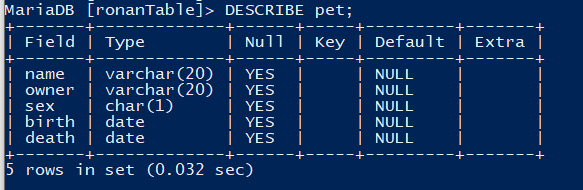 MariaDB [ronanTable]> DESCRIBE pet;
+-------+-------------+------+-----+---------+-------+
| Field | Type        | Null | Key | Default | Extra |
+-------+-------------+------+-----+---------+-------+
| name  | varchar(20) | YES  |     | NULL    |       |
| owner | varchar(20) | YES  |     | NULL    |       |
| sex   | char(1)     | YES  |     | NULL    |       |
| birth | date        | YES  |     | NULL    |       |
| death | date        | YES  |     | NULL    |       |
+-------+-------------+------+-----+---------+-------+
5 rows in set (0.032 sec)